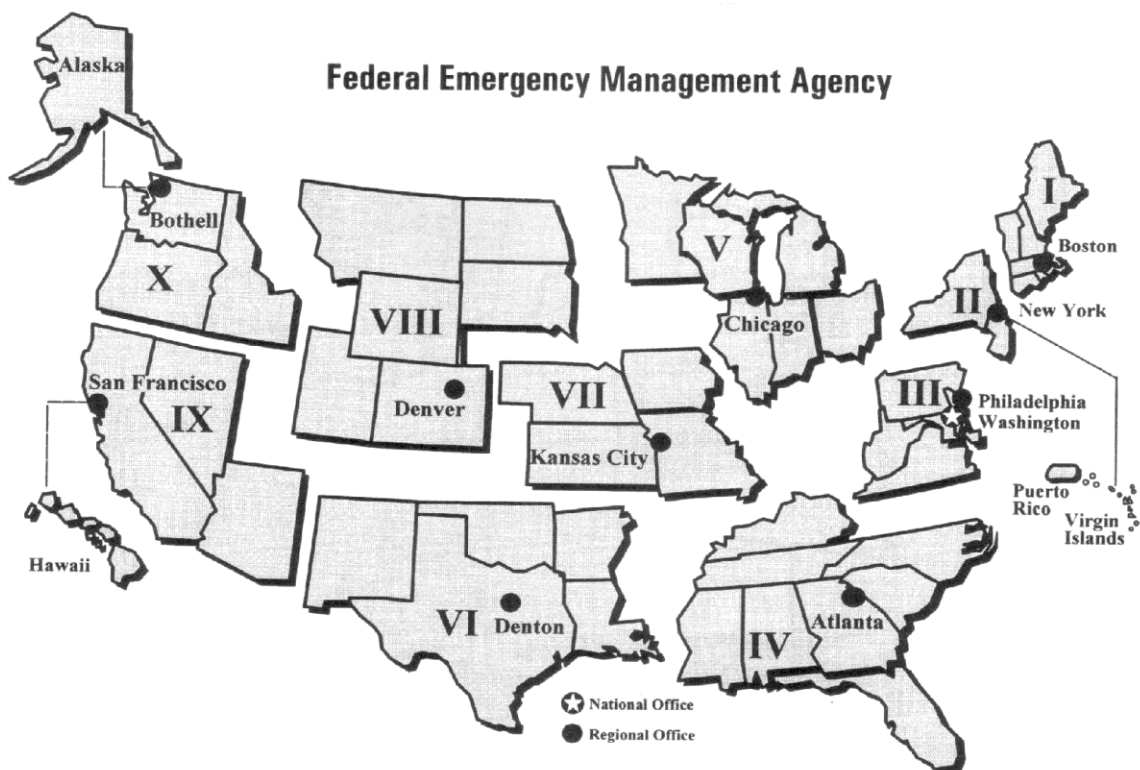 Federal Emergency Management Agency
Alaska
Bothell
X
VIII
V
Chicago
I
Boston
II
New York
San Francisco
IX
Denver
VII
Kansas City
III
Philadelphia
Washington
Puerto
Rico
Virgin
Islands
Hawaii
VI
Denton
IV
Atlanta
National Office
Regional Office